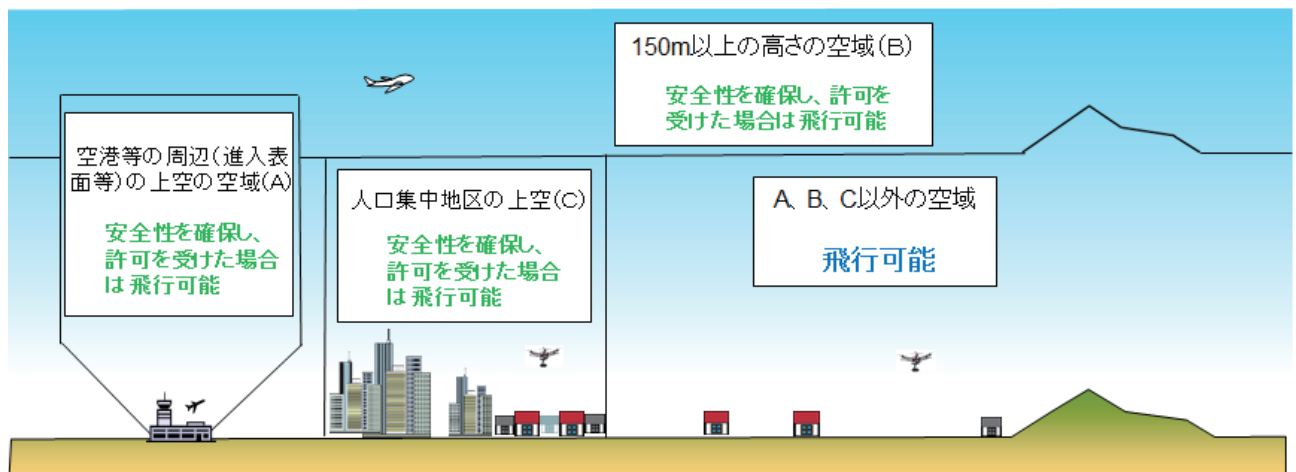 150m以上の高さの空域(B)
安全性を確保し、許可を
受けた場合は飛行可能
空港等の周辺(進入表
面等)の上空の空域(A)
安全性を確保し、
許可を受けた場合
は飛行可能
人口集中地区の上空(C)
安全性を確保し、
許可を受けた場合
は飛行可能
A、B、C以外の空域
飛行可能